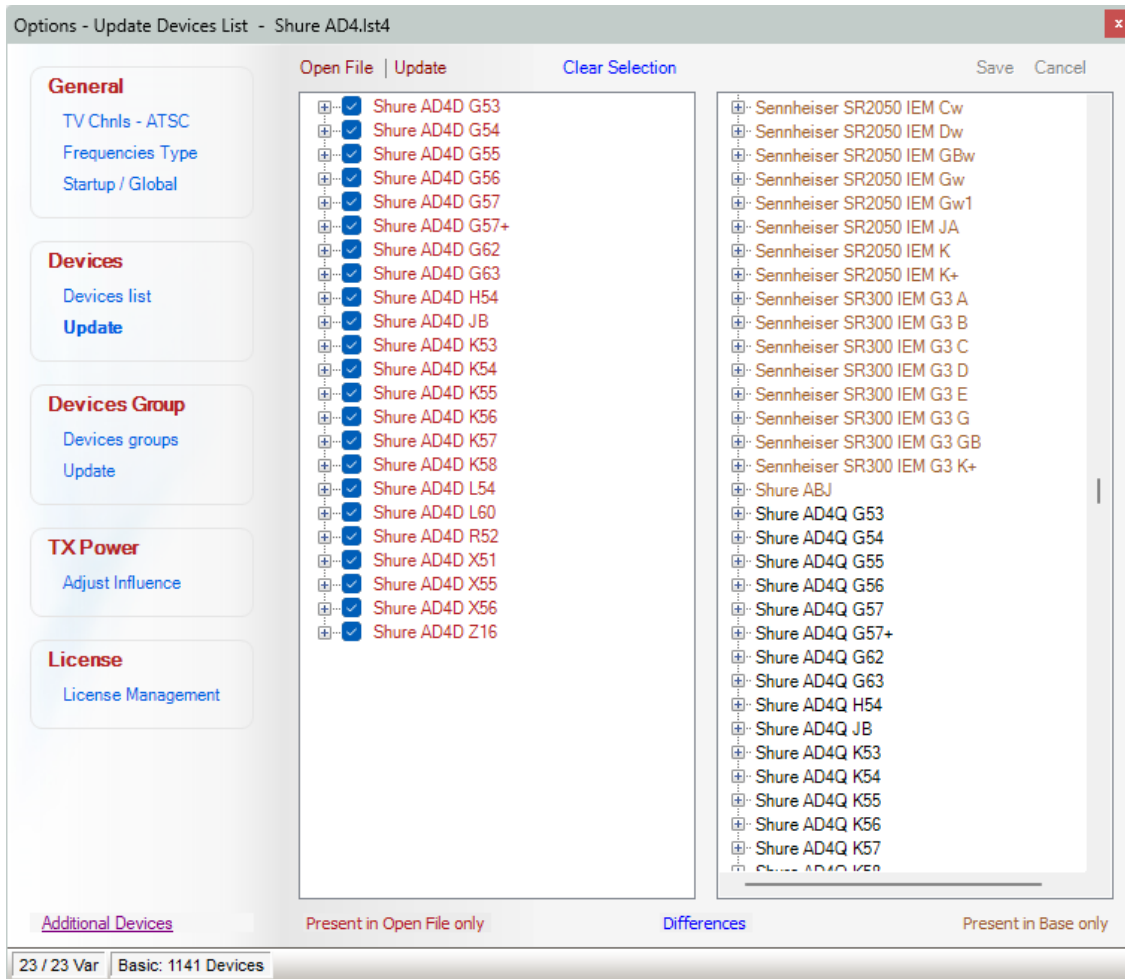 Options - Update Devices List - Shure AD4.lst4
x
General
TV Chnls - ATSC
Frequencies Type
Startup / Global
Devices
Devices list
Update
Devices Group
Devices groups
Update
TX Power
Adjust Influence
License
License Management
Additional Devices
Open File | Update
Clear Selection
Save Cancel
Shure AD4D G53
Shure AD4D G54
Shure AD4D G55
Shure AD4D G56
Shure AD4D G57
Shure AD4D G57+
Shure AD4D G62
Shure AD4D G63
Shure AD4D H54
Shure AD4D JB
Shure AD4D K53
Shure AD4D K54
Shure AD4D K55
Shure AD4D K56
Shure AD4D K57
Shure AD4D K58
Shure AD4D L54
Shure AD4D L60
Shure AD4D R52
Shure AD4D X51
Shure AD4D X55
Shure AD4D X56
Shure AD4D Z16
Sennheiser SR2050 IEM Cw
Sennheiser SR2050 IEM Dw
Sennheiser SR2050 IEM GBw
Sennheiser SR2050 IEM Gw
Sennheiser SR2050 IEM Gw1
Sennheiser SR2050 IEM JA
Sennheiser SR2050 IEM K
Sennheiser SR2050 IEM K+
Sennheiser SR300 IEM G3 A
Sennheiser SR300 IEM G3 B
Sennheiser SR300 IEM G3 C
Sennheiser SR300 IEM G3 D
Sennheiser SR300 IEM G3 E
Sennheiser SR300 IEM G3 G
Sennheiser SR300 IEM G3 GB
Sennheiser SR300 IEM G3 K+
Shure ABJ
Shure AD4Q G53
Shure AD4Q G54
Shure AD4Q G55
Shure AD4Q G56
Shure AD4Q G57
Shure AD4Q G57+
Shure AD4Q G62
Shure AD4Q G63
Shure AD4Q H54
Shure AD4Q JB
Shure AD4Q K53
Shure AD4Q K54
Shure AD4Q K55
Shure AD4Q K56
Shure AD4Q K57
Shure AD4Q K58
Present in Open File only
Differences
Present in Base only
23 / 23 Var
Basic: 1141 Devices